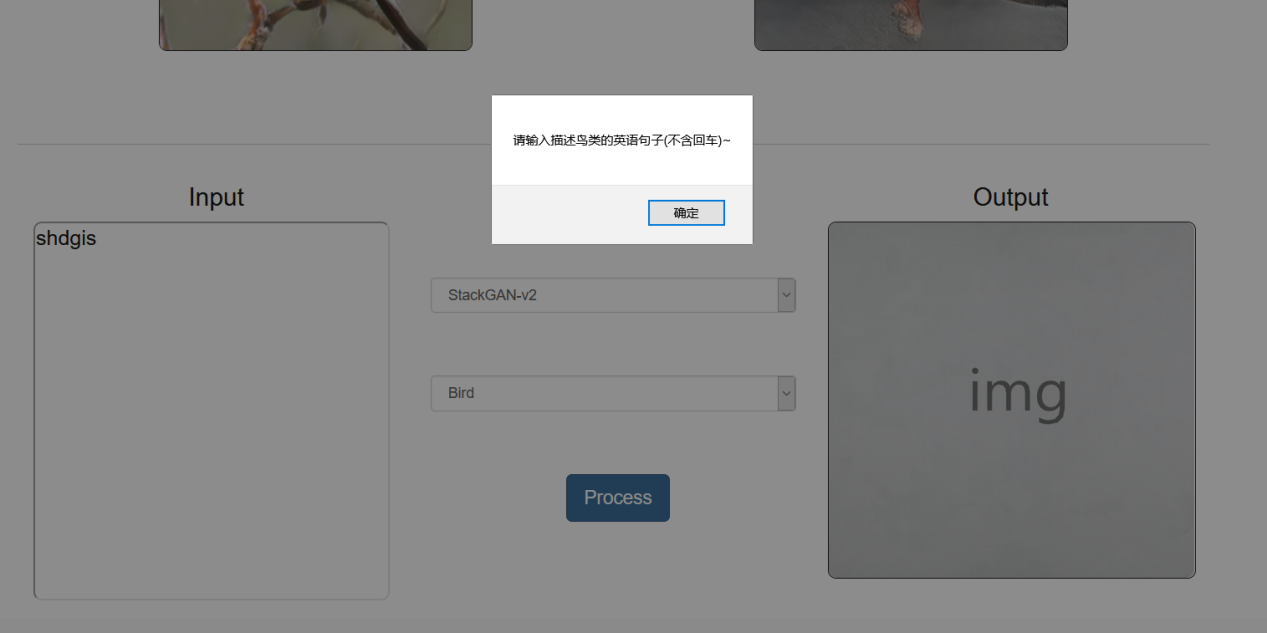 请输入描述鸟类的英语句子(不含回车)~
确定
Input
Output
shdgis
StackGAN-v2
Bird
img
Process